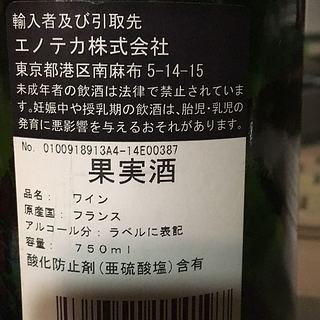 輸入者及び引取先
エノテカ株式会社
東京都港区南麻布 5-14-15
未成年者の飲酒は法律で禁止されていま
す。妊娠中や授乳期の飲酒は、胎児・乳児の
発育に悪影響を与えるおそれがあります。
No. 0100918913A4-14E00387
果実酒
品名： ワイン
原産国： フランス
アルコール分： ラベルに表記
容量： 750ml
酸化防止剤(亜硫酸塩)含有